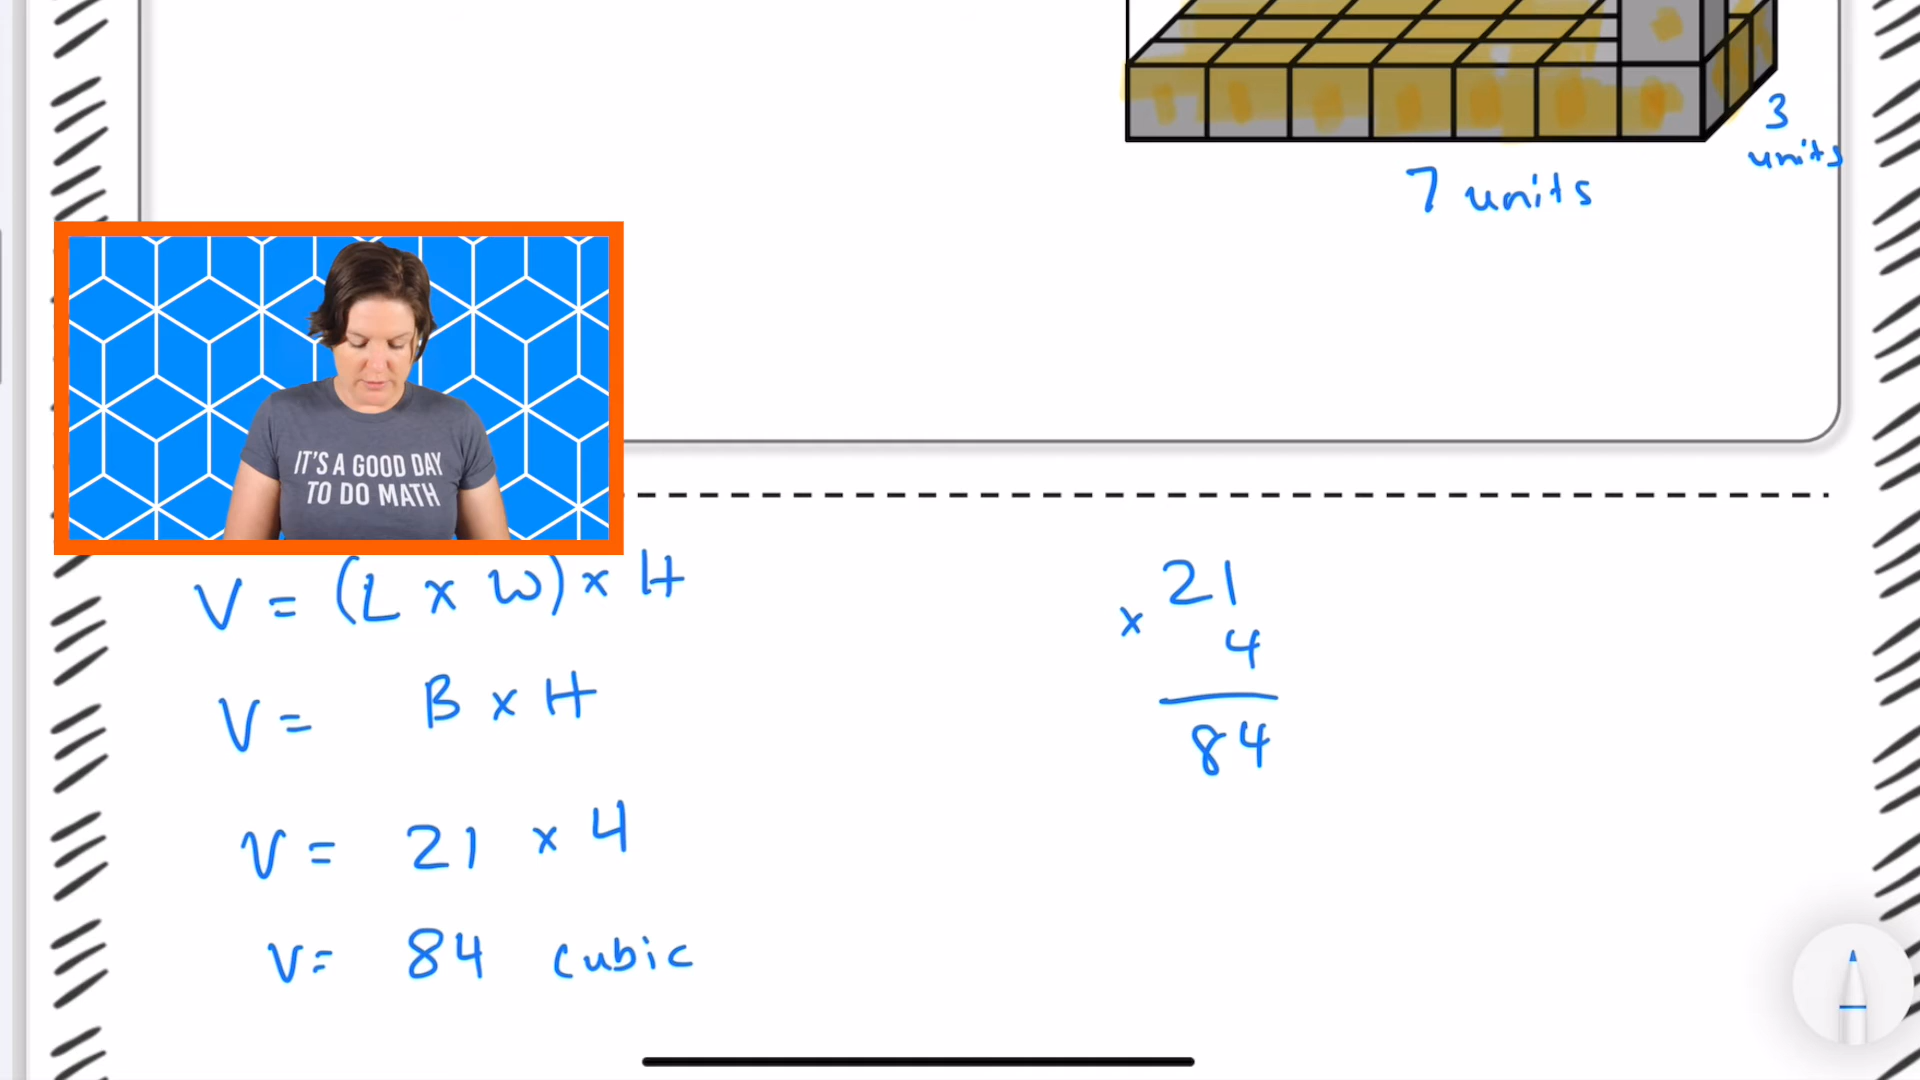 3
units
7 units
IT'S A GOOD DAY
TO DO MATH
V = (L x W) x H
V = B x H
V = 21 x 4
V = 84 cubic
21
x 4
84